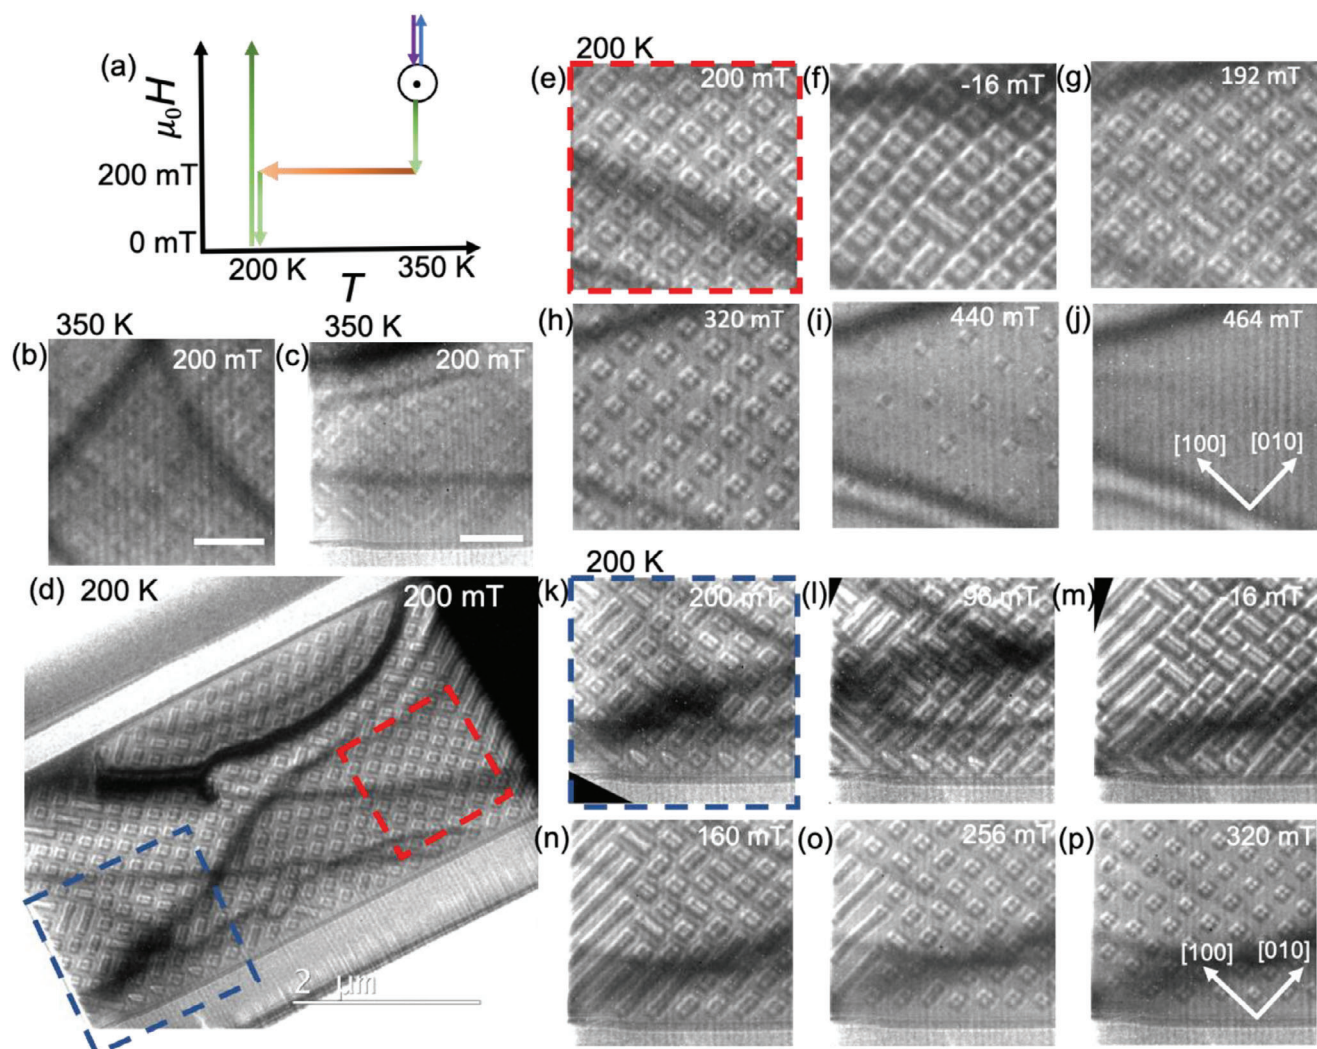 (a)
μ₀H
200 mT
0 mT
200 K
350 K
T
350 K
(b)
200 mT
350 K
(c)
200 mT
(d)
200 K
200 mT
2 μm
200 K
(e)
200 mT
(f)
-16 mT
(g)
192 mT
(h)
320 mT
(i)
440 mT
(j)
464 mT
[100]
[010]
200 K
(k)
200 mT
(l)
96 mT
(m)
-16 mT
(n)
160 mT
(o)
256 mT
(p)
320 mT
[100]
[010]